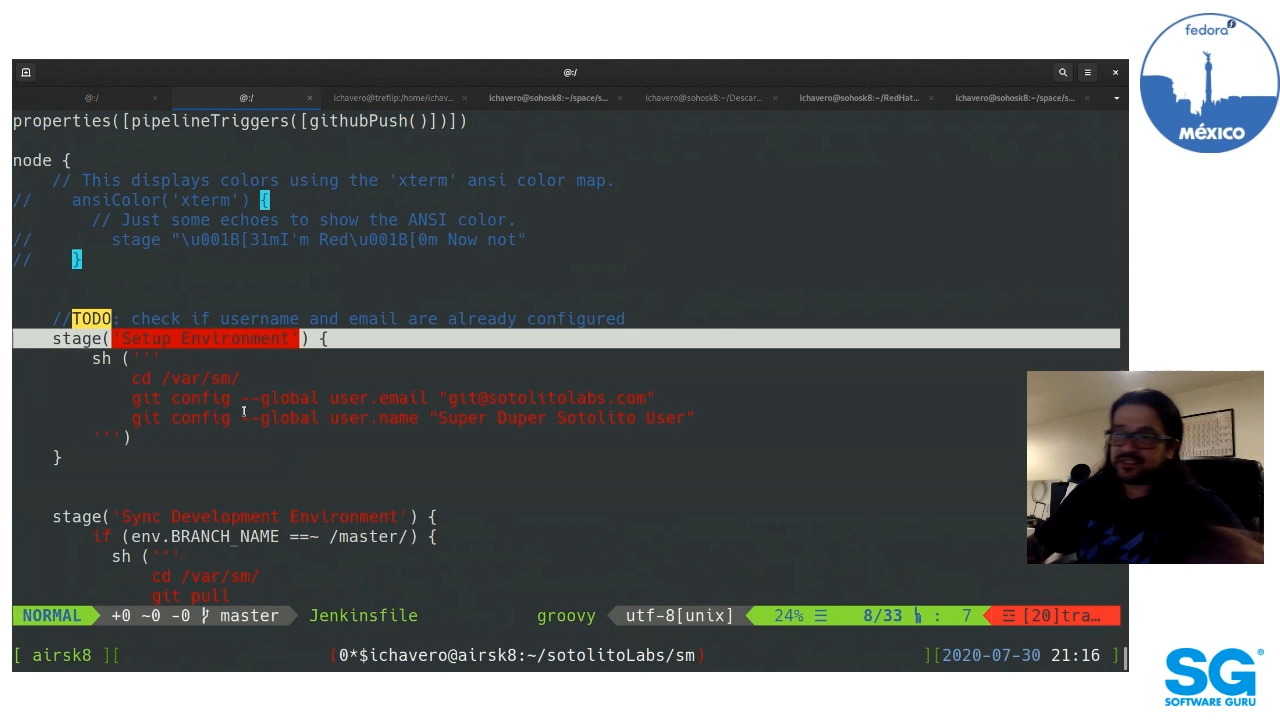 fedora
MÉXICO
@:/
@:/
@:/
ichavero@treflip:/home/ichav...
ichavero@sohosk8:~/space/s...
ichavero@sohosk8:~/Descar...
ichavero@sohosk8:~/RedHat...
ichavero@sohosk8:~/space/s...
properties([pipelineTriggers([githubPush()])])
node {
// This displays colors using the 'xterm' ansi color map.
// ansiColor('xterm') {
// Just some echoes to show the ANSI color.
// stage "\u001B[31mI'm Red\u001B[0m Now not"
// }
//TODO: check if username and email are already configured
stage('Setup Environment') {
sh ('''
cd /var/sm/
git config --global user.email "git@sotolitolabs.com"
git config --global user.name "Super Duper Sotolito User"
''')
}
stage('Sync Development Environment') {
if (env.BRANCH_NAME ==~ /master/) {
sh ('''
cd /var/sm/
git pull
NORMAL +0 ~0 -0 master Jenkinsfile groovy utf-8[unix] 24% ☰ 8/33 : 7 [20]tra…
[ airsk8 ][ (0*$ichavero@airsk8:~/sotolitoLabs/sm) ][2020-07-30 21:16 ]
SG
SOFTWARE GURU